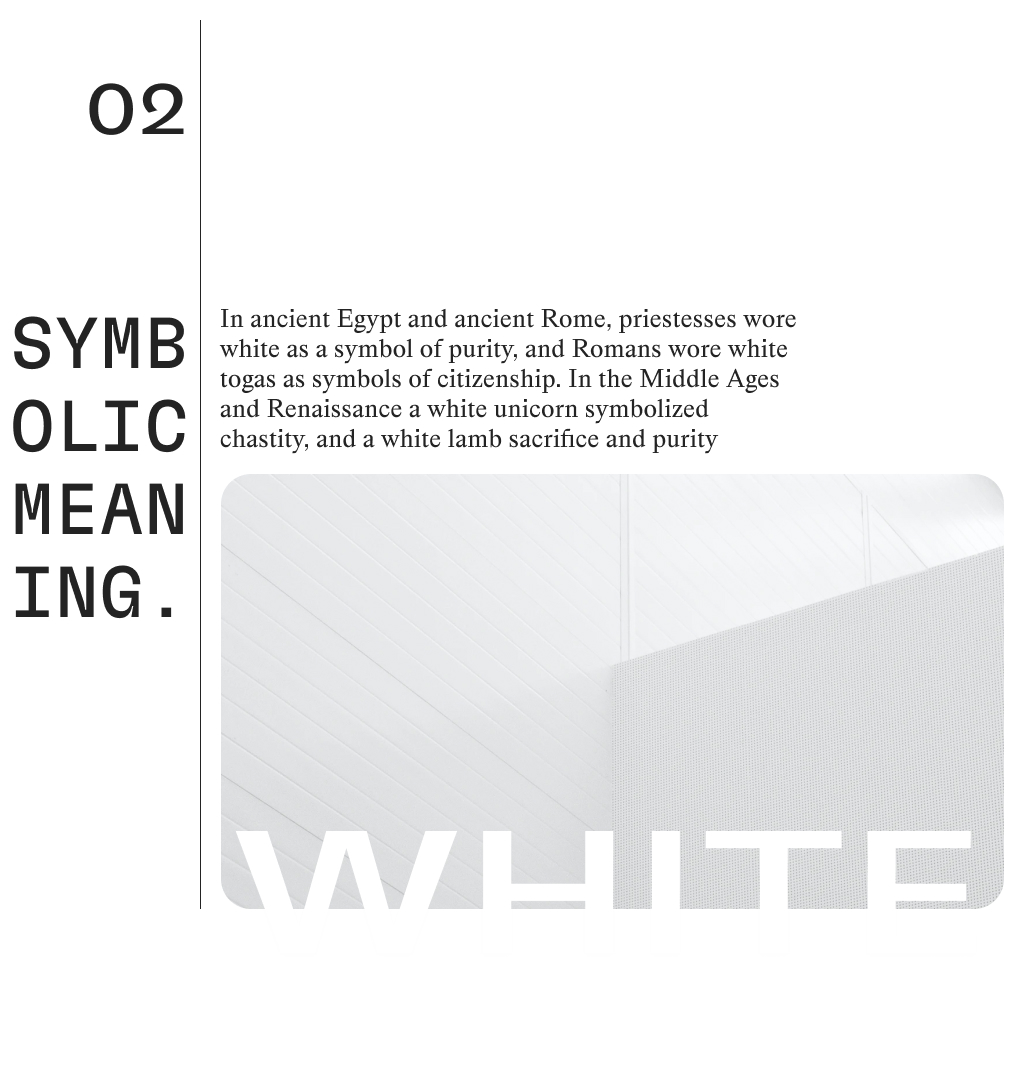 02
SYMB
OLIC
MEAN
ING.
In ancient Egypt and ancient Rome, priestesses wore
white as a symbol of purity, and Romans wore white
togas as symbols of citizenship. In the Middle Ages
and Renaissance a white unicorn symbolized
chastity, and a white lamb sacrifice and purity
WHITE